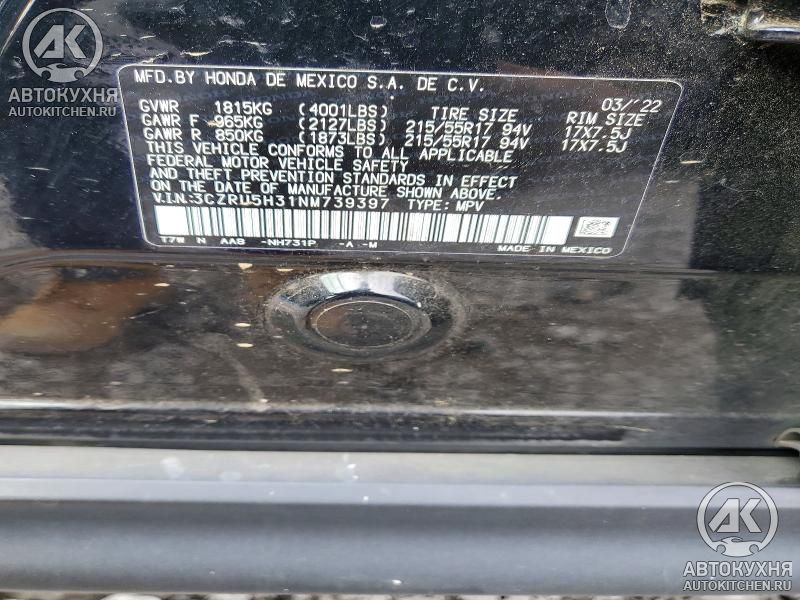 АК
АВТОКУХНЯ
AUTOKITCHEN.RU
MFD.BY HONDA DE MEXICO S.A. DE C.V.
03/'22
GVWR 1815KG (4001LBS) TIRE SIZE RIM SIZE
GAWR F 965KG (2127LBS) 215/55R17 94V 17X7.5J
GAWR R 850KG (1873LBS) 215/55R17 94V 17X7.5J
THIS VEHICLE CONFORMS TO ALL APPLICABLE
FEDERAL MOTOR VEHICLE SAFETY
AND THEFT PREVENTION STANDARDS IN EFFECT
ON THE DATE OF MANUFACTURE SHOWN ABOVE.
V.I.N.:3CZRU5H31NM739397 TYPE: MPV
T7W N AAB -NH731P -A -M MADE IN MEXICO
АК
АВТОКУХНЯ
AUTOKITCHEN.RU